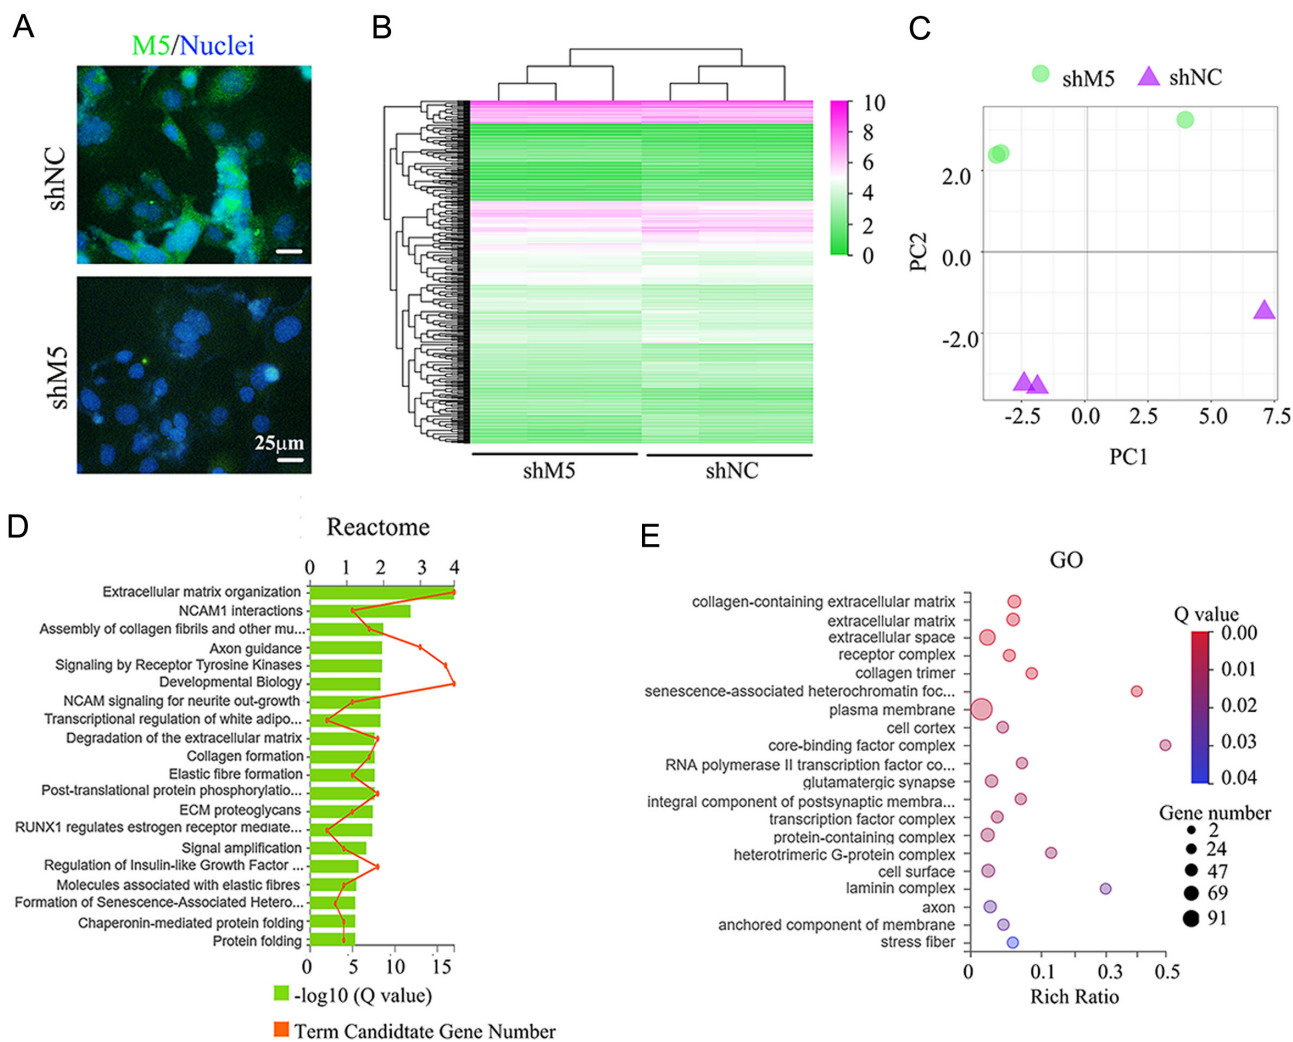 A
M5/Nuclei
shNC
shM5
25μm
B
10
8
6
4
2
0
shM5
shNC
C
shM5
shNC
2.0
0.0
-2.0
PC2
-2.5
0.0
2.5
5.0
7.5
PC1
D
Reactome
0 1 2 3 4
Extracellular matrix organization
NCAM1 interactions
Assembly of collagen fibrils and other mu...
Axon guidance
Signaling by Receptor Tyrosine Kinases
Developmental Biology
NCAM signaling for neurite out-growth
Transcriptional regulation of white adipo...
Degradation of the extracellular matrix
Collagen formation
Elastic fibre formation
Post-translational protein phosphorylatio...
ECM proteoglycans
RUNX1 regulates estrogen receptor mediate...
Signal amplification
Regulation of Insulin-like Growth Factor ...
Molecules associated with elastic fibres
Formation of Senescence-Associated Hetero...
Chaperonin-mediated protein folding
Protein folding
0 5 10 15
-log10 (Q value)
Term Candidtate Gene Number
E
GO
collagen-containing extracellular matrix
extracellular matrix
extracellular space
receptor complex
collagen trimer
senescence-associated heterochromatin foc...
plasma membrane
cell cortex
core-binding factor complex
RNA polymerase II transcription factor co...
glutamatergic synapse
integral component of postsynaptic membra...
transcription factor complex
protein-containing complex
heterotrimeric G-protein complex
cell surface
laminin complex
axon
anchored component of membrane
stress fiber
0 0.1 0.3 0.5
Rich Ratio
Q value
0.00
0.01
0.02
0.03
0.04
Gene number
2
24
47
69
91